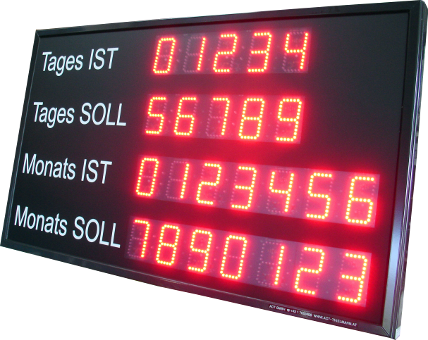 Tages IST 01234
Tages SOLL 56789
Monats IST 0123456
Monats SOLL 7890123